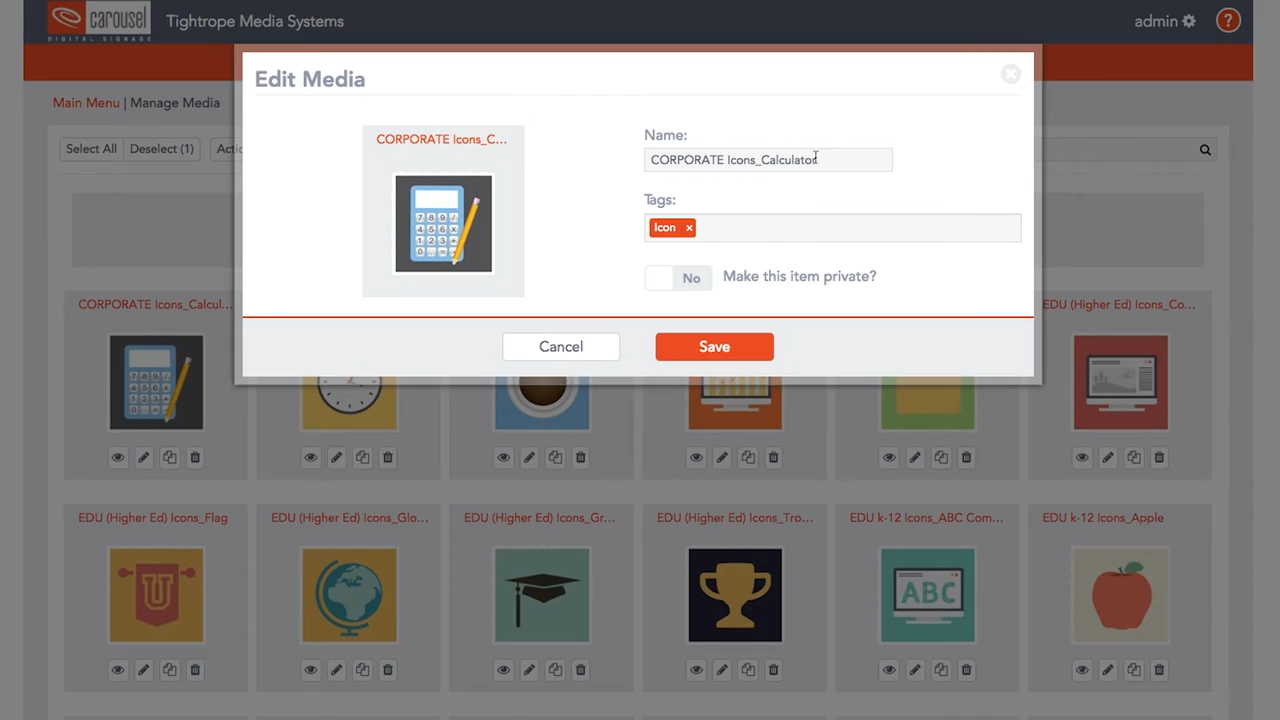 carousel
DIGITAL SIGNAGE
Tightrope Media Systems
admin
?
Edit Media
Main Menu | Manage Media
CORPORATE Icons_C...
Name:
CORPORATE Icons_Calculator
Select All
Deselect (1)
Tags:
Icon ×
No
Make this item private?
CORPORATE Icons_Calcul...
EDU (Higher Ed) Icons_Co...
Cancel
Save
EDU (Higher Ed) Icons_Flag
EDU (Higher Ed) Icons_Glo...
EDU (Higher Ed) Icons_Gr...
EDU (Higher Ed) Icons_Tro...
EDU k-12 Icons_ABC Com...
EDU k-12 Icons_Apple
U
ABC